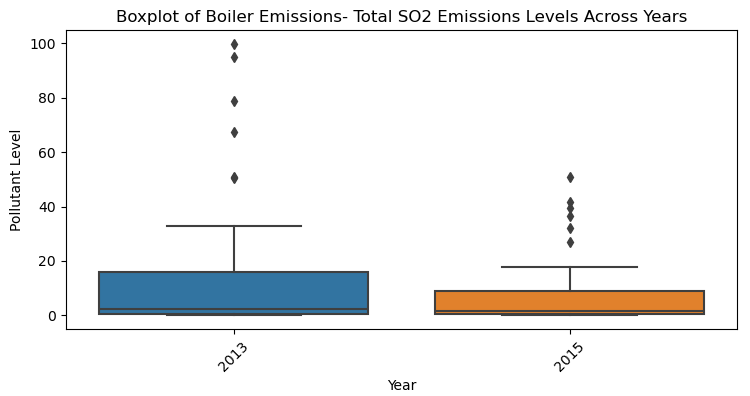 Boxplot of Boiler Emissions- Total SO2 Emissions Levels Across Years
Pollutant Level
100
80
60
40
20
0
2013
2015
Year